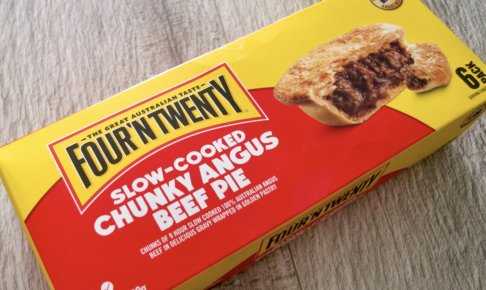 THE GREAT AUSTRALIAN TASTE
FOUR'N TWENTY
SLOW-COOKED
CHUNKY ANGUS
BEEF PIE
CHUNKS OF 9 HOUR SLOW COOKED 100% AUSTRALIAN ANGUS
BEEF IN DELICIOUS GRAVY WRAPPED IN GOLDEN PASTRY
6 PACK
FOUR'N TWENTY